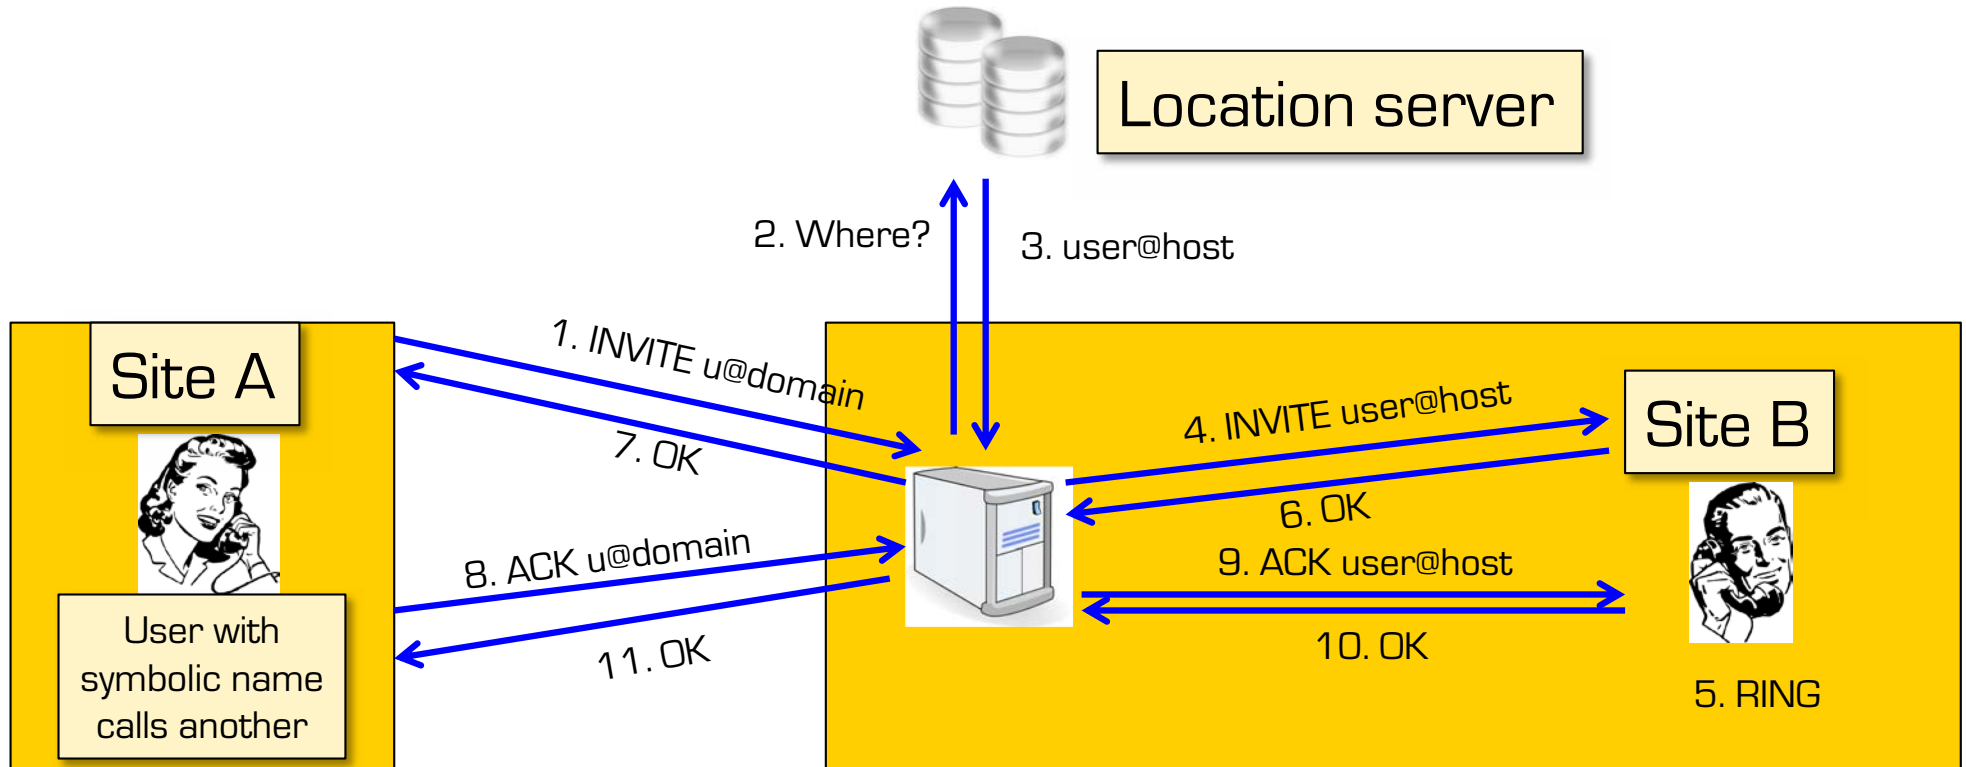 Location server
2. Where?
3. user@host
Site A
1. INVITE u@domain
7. OK
4. INVITE user@host
Site B
6. OK
8. ACK u@domain
9. ACK user@host
11. OK
10. OK
5. RING
User with
symbolic name
calls another